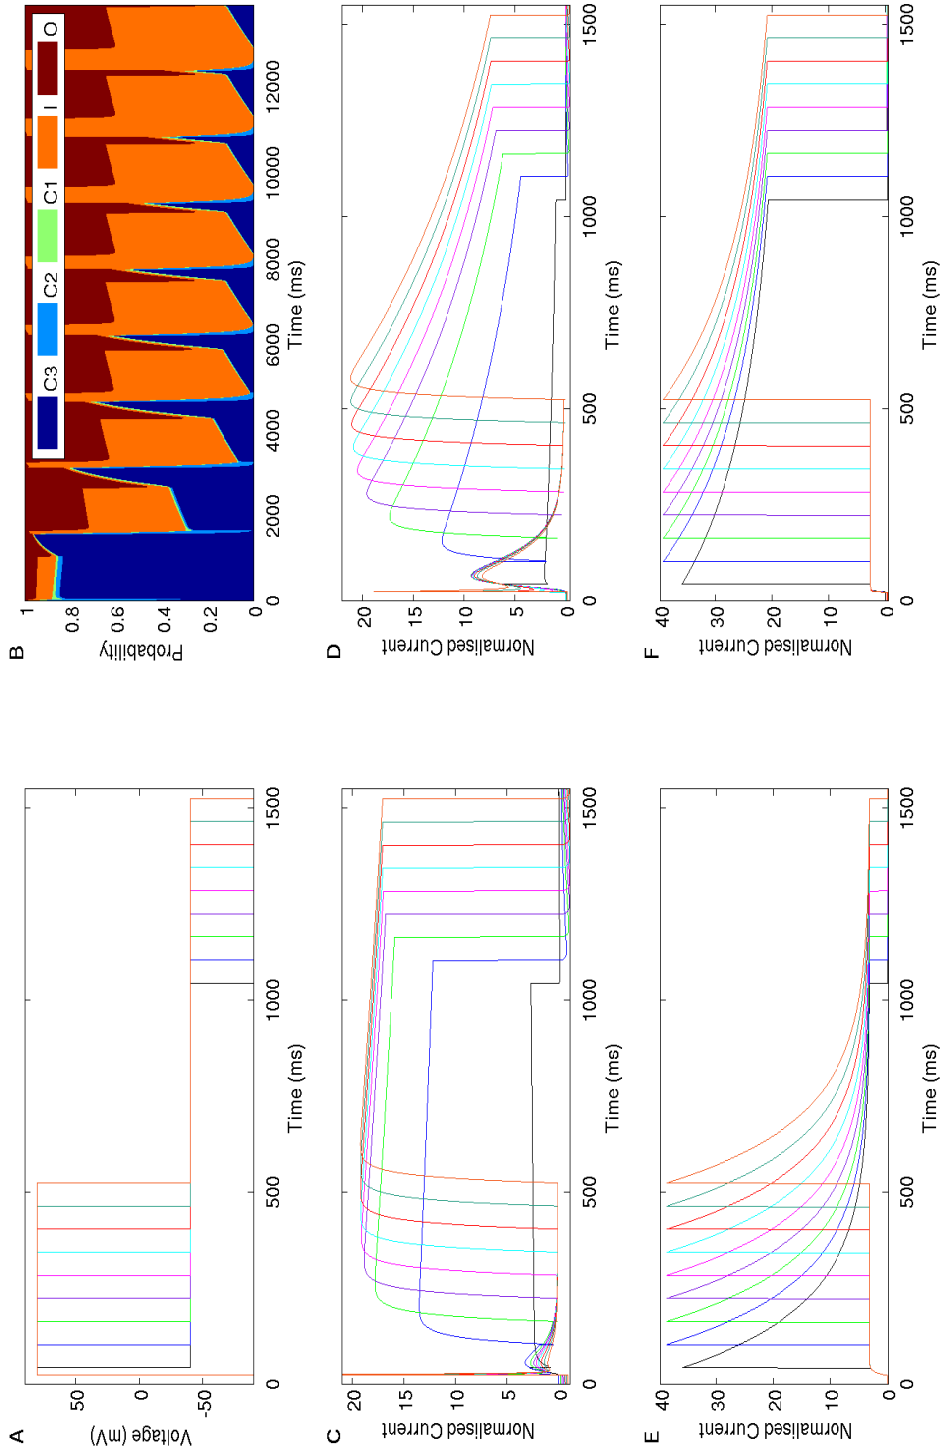 A
Voltage (mV)
50
0
-50
0
500
1000
1500
Time (ms)
B
Probability
1
0.8
0.6
0.4
0.2
0
C3
C2
C1
I
O
0
2000
4000
6000
8000
10000
12000
Time (ms)
C
Normalised Current
20
15
10
5
0
0
500
1000
1500
Time (ms)
D
Normalised Current
20
15
10
5
0
0
500
1000
1500
Time (ms)
E
Normalised Current
40
30
20
10
0
0
500
1000
1500
Time (ms)
F
Normalised Current
40
30
20
10
0
0
500
1000
1500
Time (ms)